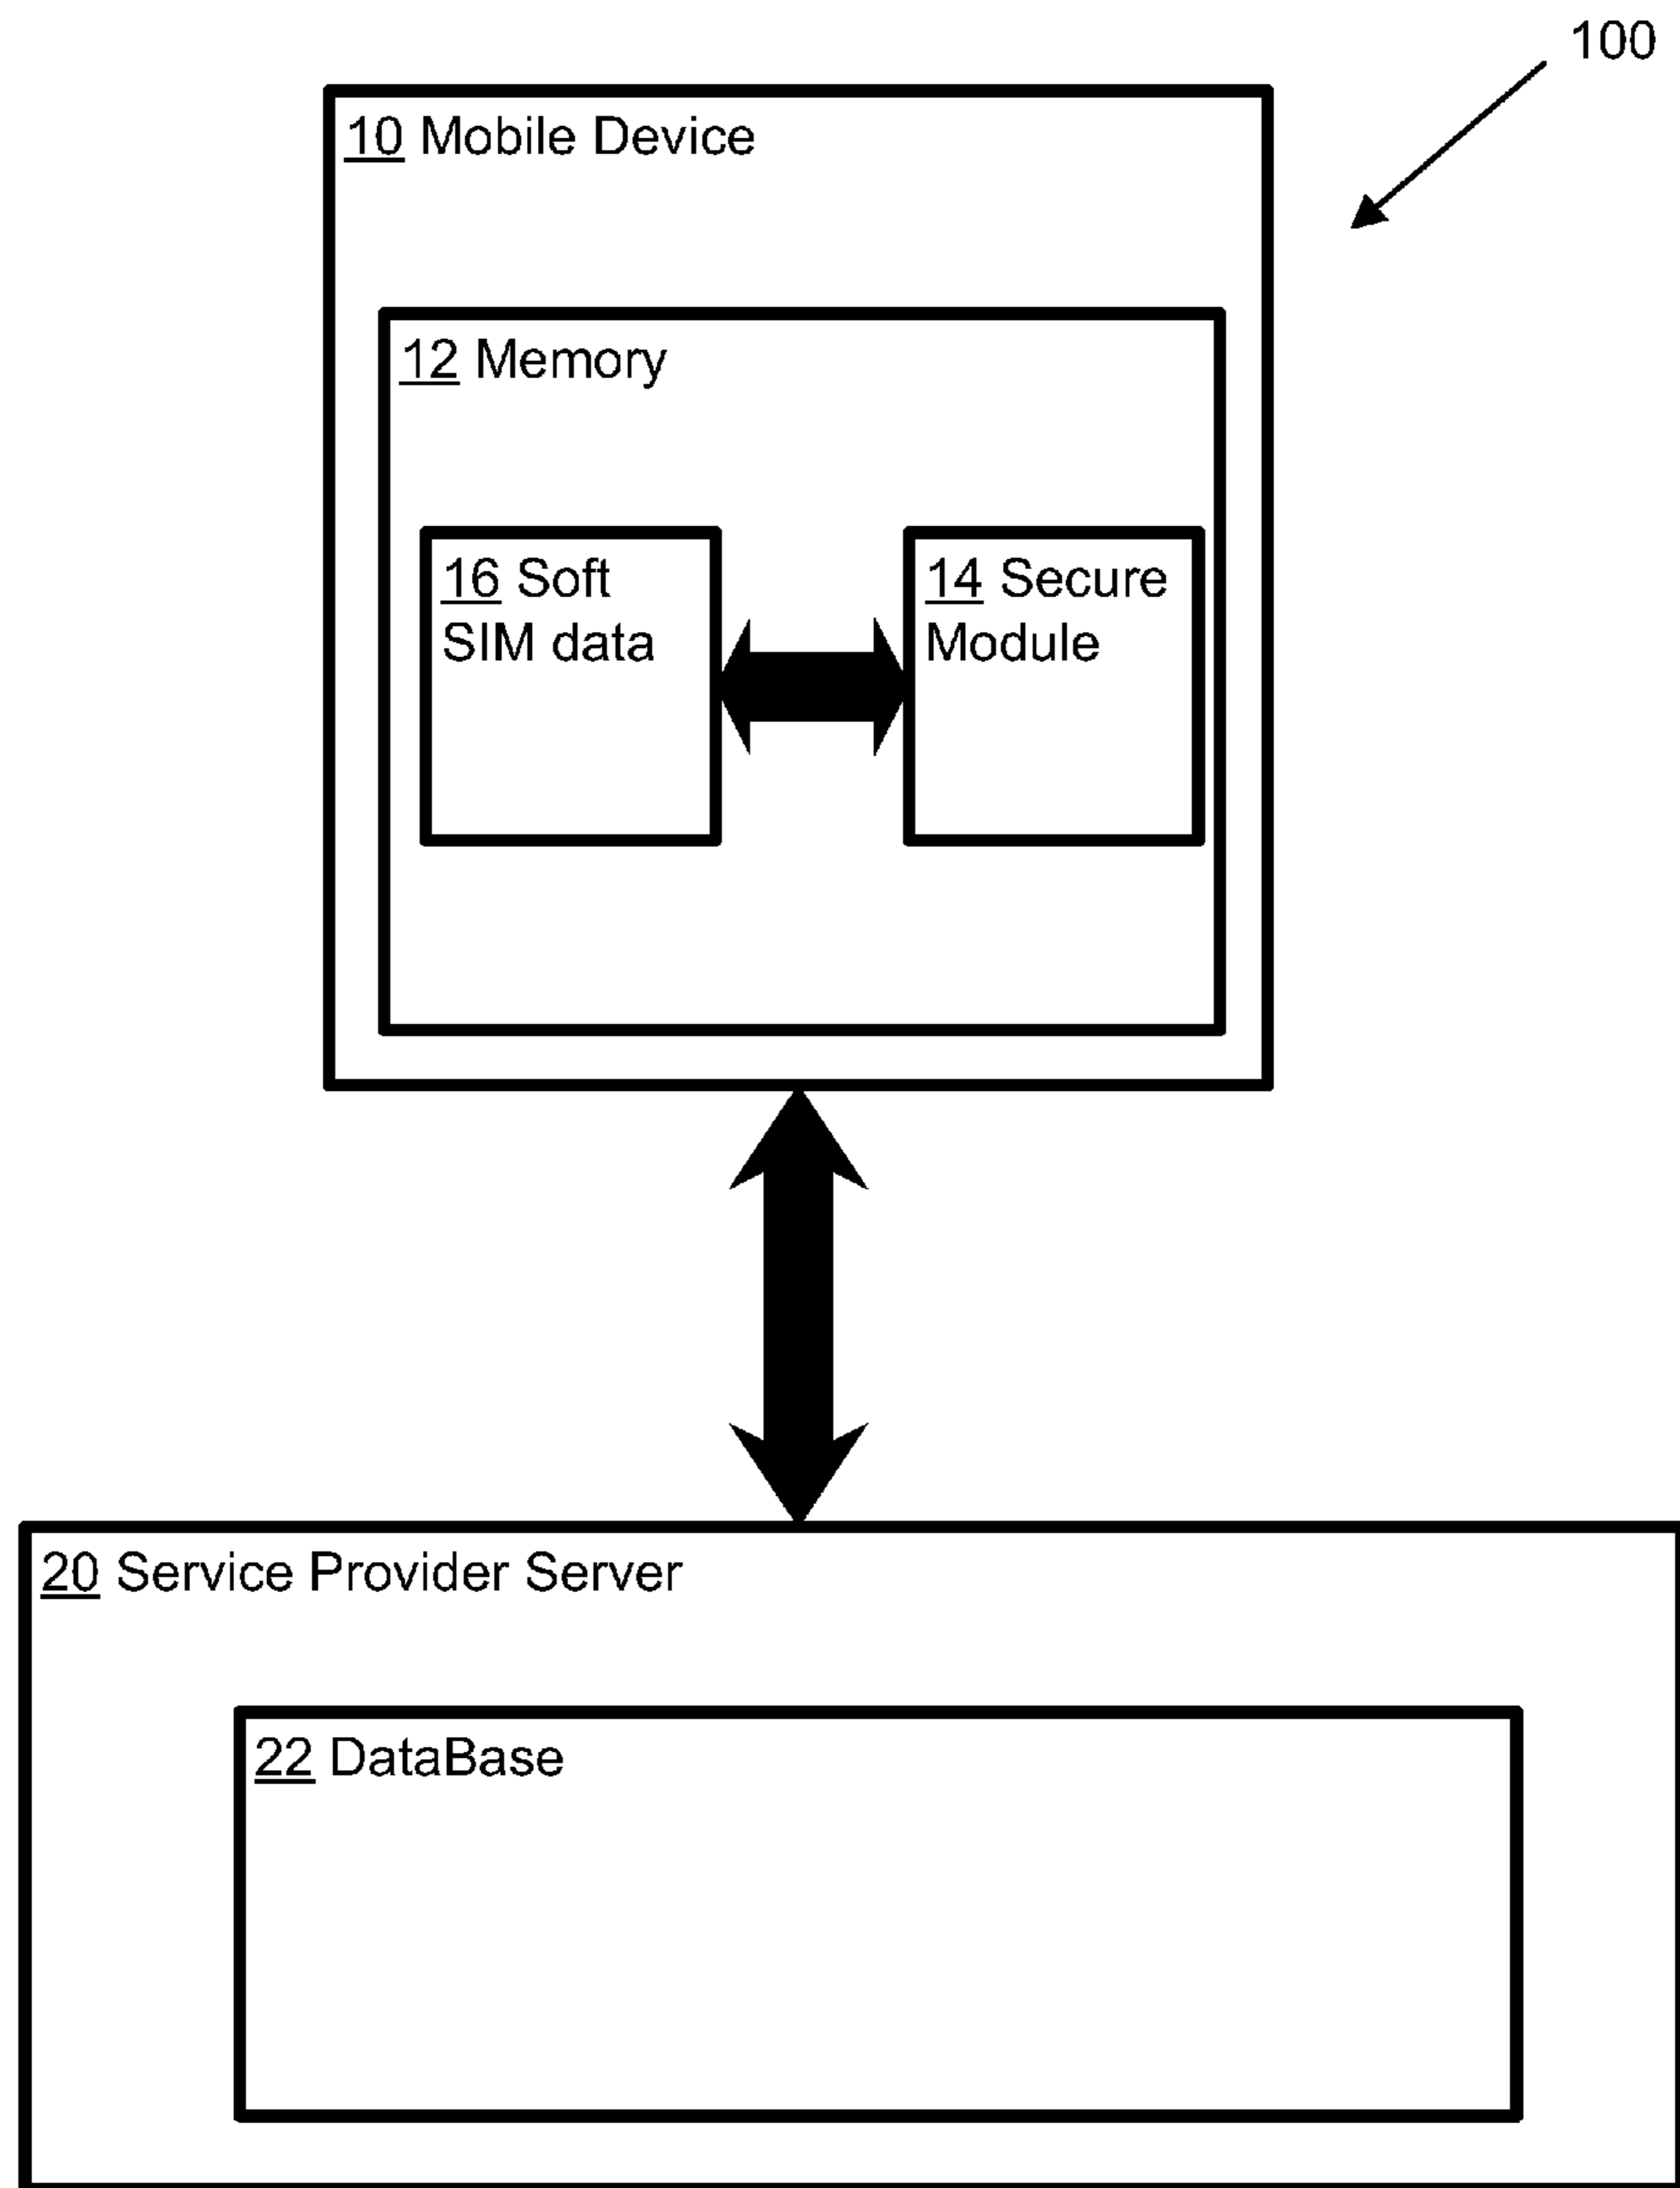 100
10 Mobile Device
12 Memory
16 Soft
SIM data
14 Secure
Module
20 Service Provider Server
22 DataBase